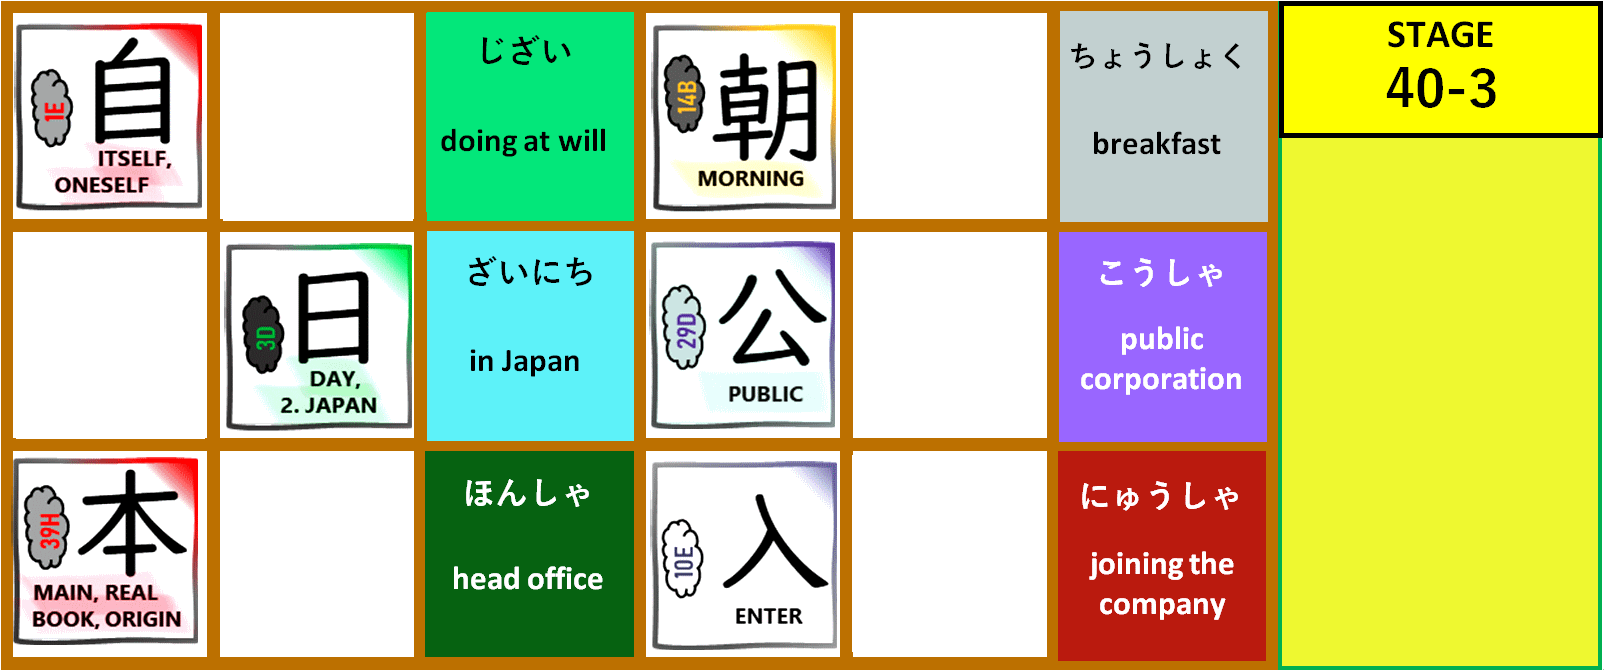 1E
自
ITSELF,
ONESELF
じざい
doing at will
14B
朝
MORNING
ちょうしょく
breakfast
STAGE
40-3
3D
日
DAY,
2. JAPAN
ざいにち
in Japan
29D
公
PUBLIC
こうしゃ
public
corporation
39H
本
MAIN, REAL
BOOK, ORIGIN
ほんしゃ
head office
10E
入
ENTER
にゅうしゃ
joining the
company